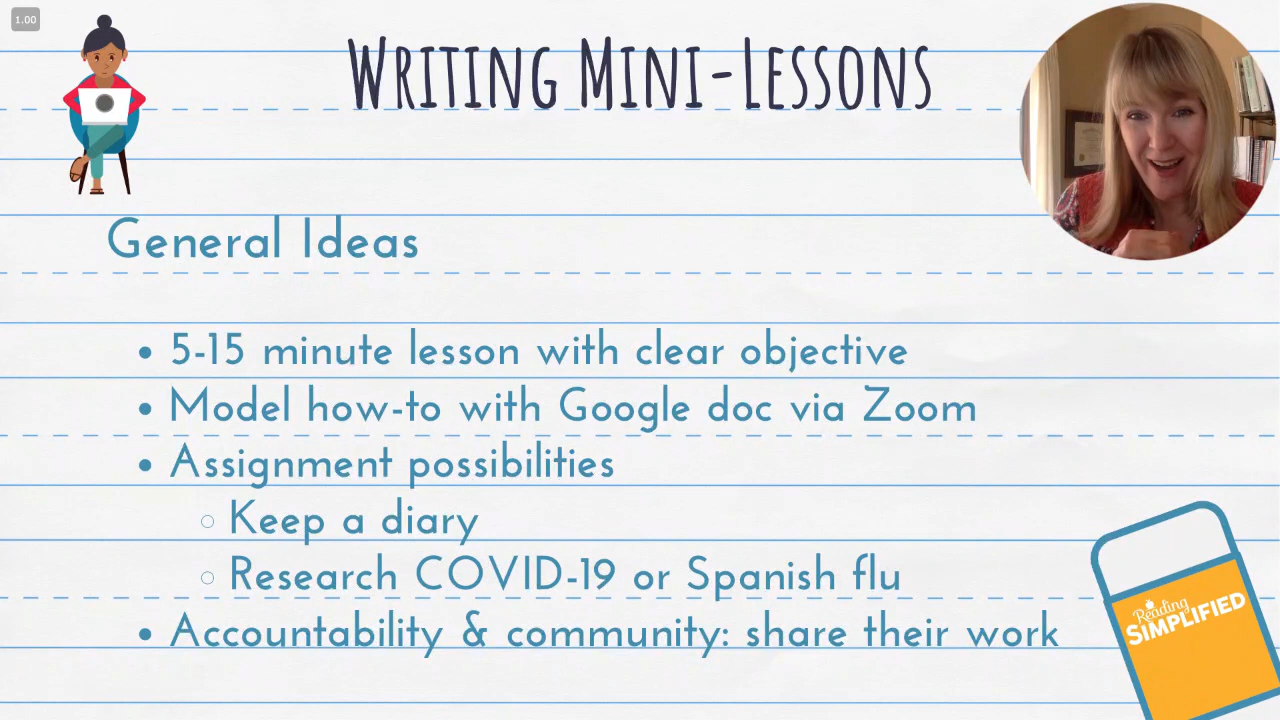 1.00
Writing Mini-Lessons
General Ideas
• 5-15 minute lesson with clear objective
• Model how-to with Google doc via Zoom
• Assignment possibilities
○ Keep a diary
○ Research COVID-19 or Spanish flu
• Accountability & community: share their work
Reading
SIMPLIFIED